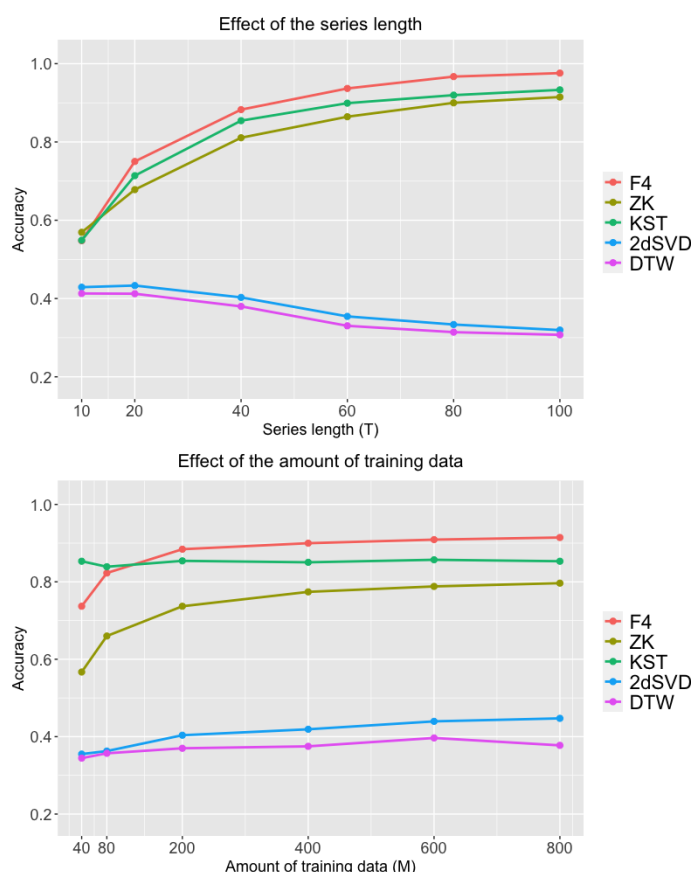 Effect of the series length
1.0
0.8
0.6
0.4
0.2
Accuracy
10 20 40 60 80 100
Series length (T)
F4
ZK
KST
2dSVD
DTW
Effect of the amount of training data
1.0
0.8
0.6
0.4
0.2
Accuracy
40 80 200 400 600 800
Amount of training data (M)
F4
ZK
KST
2dSVD
DTW